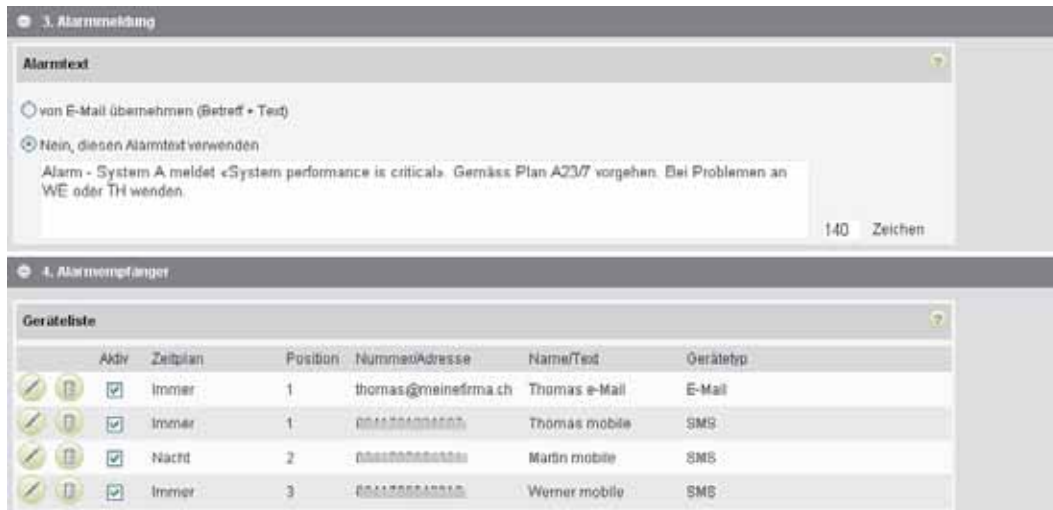 3. Alarmmeldung
Alarmtext
von E-Mail übernehmen (Betreff + Text)
Nein, diesen Alarmtext verwenden
Alarm - System A meldet «System performance is critical». Gemäss Plan A23/7 vorgehen. Bei Problemen an
WE oder TH wenden.
140 Zeichen
4. Alarmempfänger
Geräteliste
Aktiv Zeitplan Position Nummer/Adresse Name/Text Gerätetyp
Immer 1 thomas@meinefirma.ch Thomas e-Mail E-Mail
Immer 1 Thomas mobile SMS
Nacht 2 Martin mobile SMS
Immer 3 Werner mobile SMS